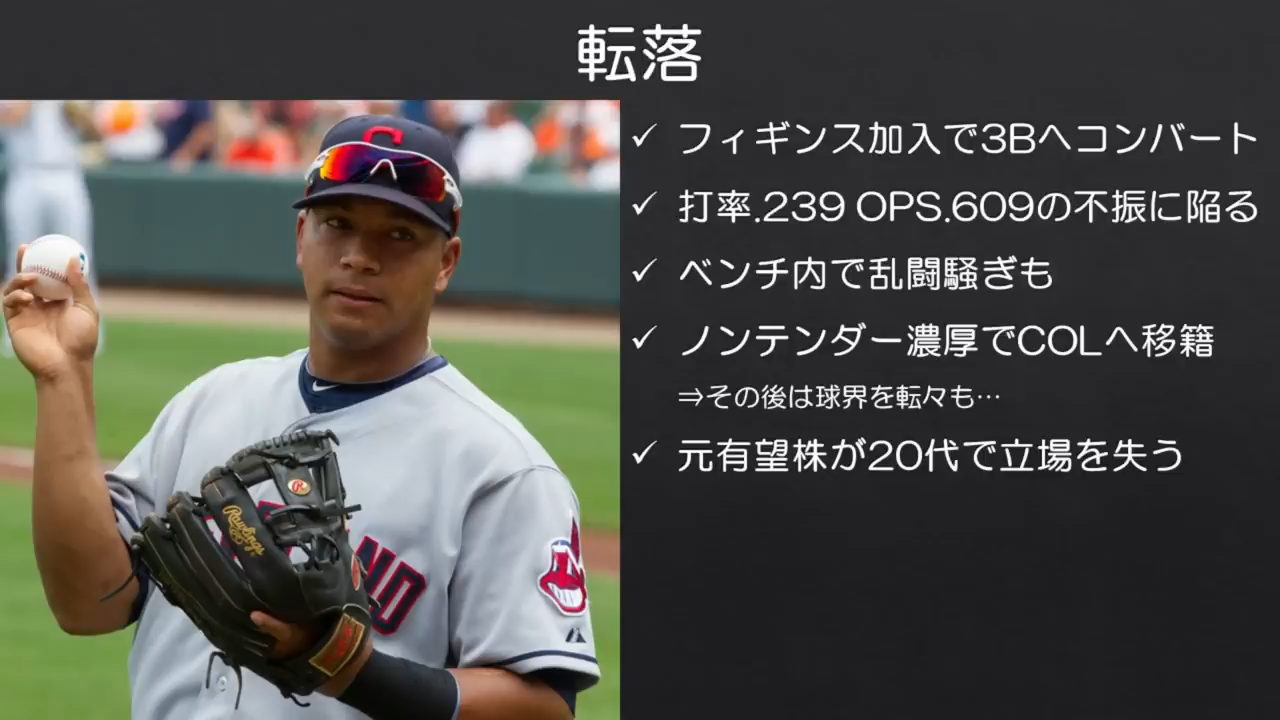 転落
✓ フィギンス加入で3Bへコンバート
✓ 打率.239 OPS.609の不振に陥る
✓ ベンチ内で乱闘騒ぎも
✓ ノンテンダー濃厚でCOLへ移籍
⇒その後は球界を転々も…
✓ 元有望株が20代で立場を失う
C
R
Rawlings
ND